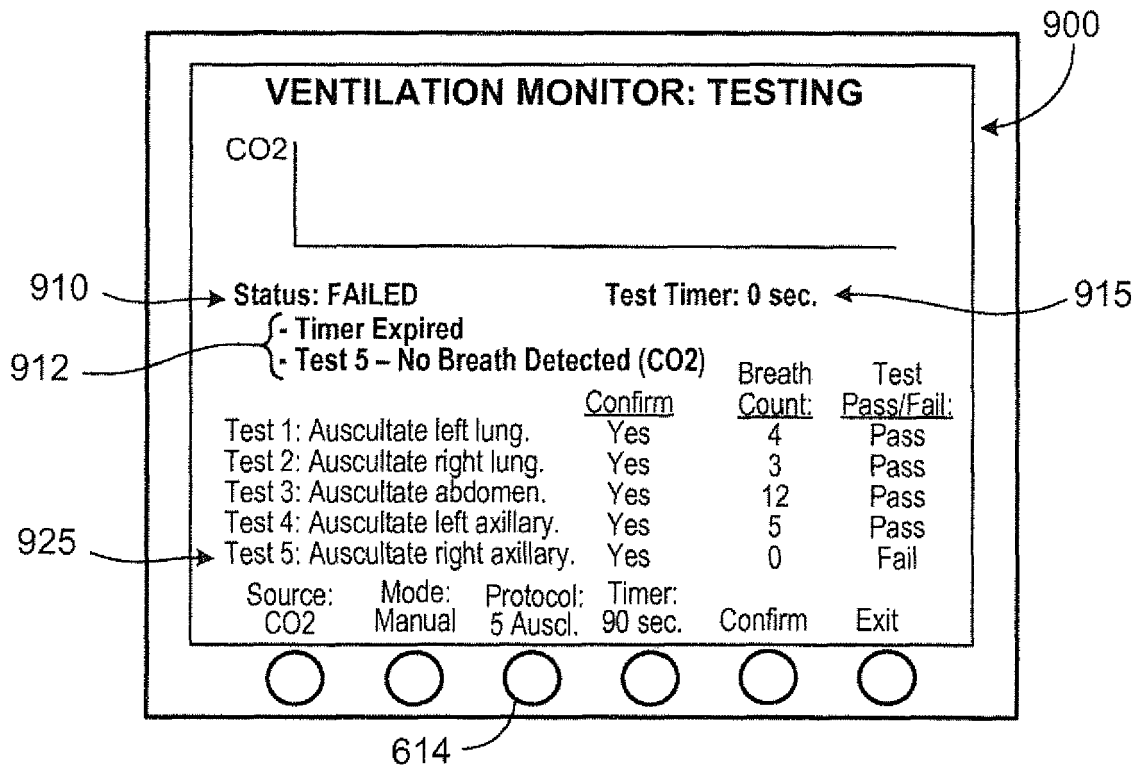 900
VENTILATION MONITOR: TESTING
CO2
910
Status: FAILED
Test Timer: 0 sec.
915
912
- Timer Expired
- Test 5 – No Breath Detected (CO2)
Confirm
Breath Count:
Test Pass/Fail:
Test 1: Auscultate left lung. Yes 4 Pass
Test 2: Auscultate right lung. Yes 3 Pass
Test 3: Auscultate abdomen. Yes 12 Pass
Test 4: Auscultate left axillary. Yes 5 Pass
925
Test 5: Auscultate right axillary. Yes 0 Fail
Source: CO2
Mode: Manual
Protocol: 5 Auscl.
Timer: 90 sec.
Confirm
Exit
614